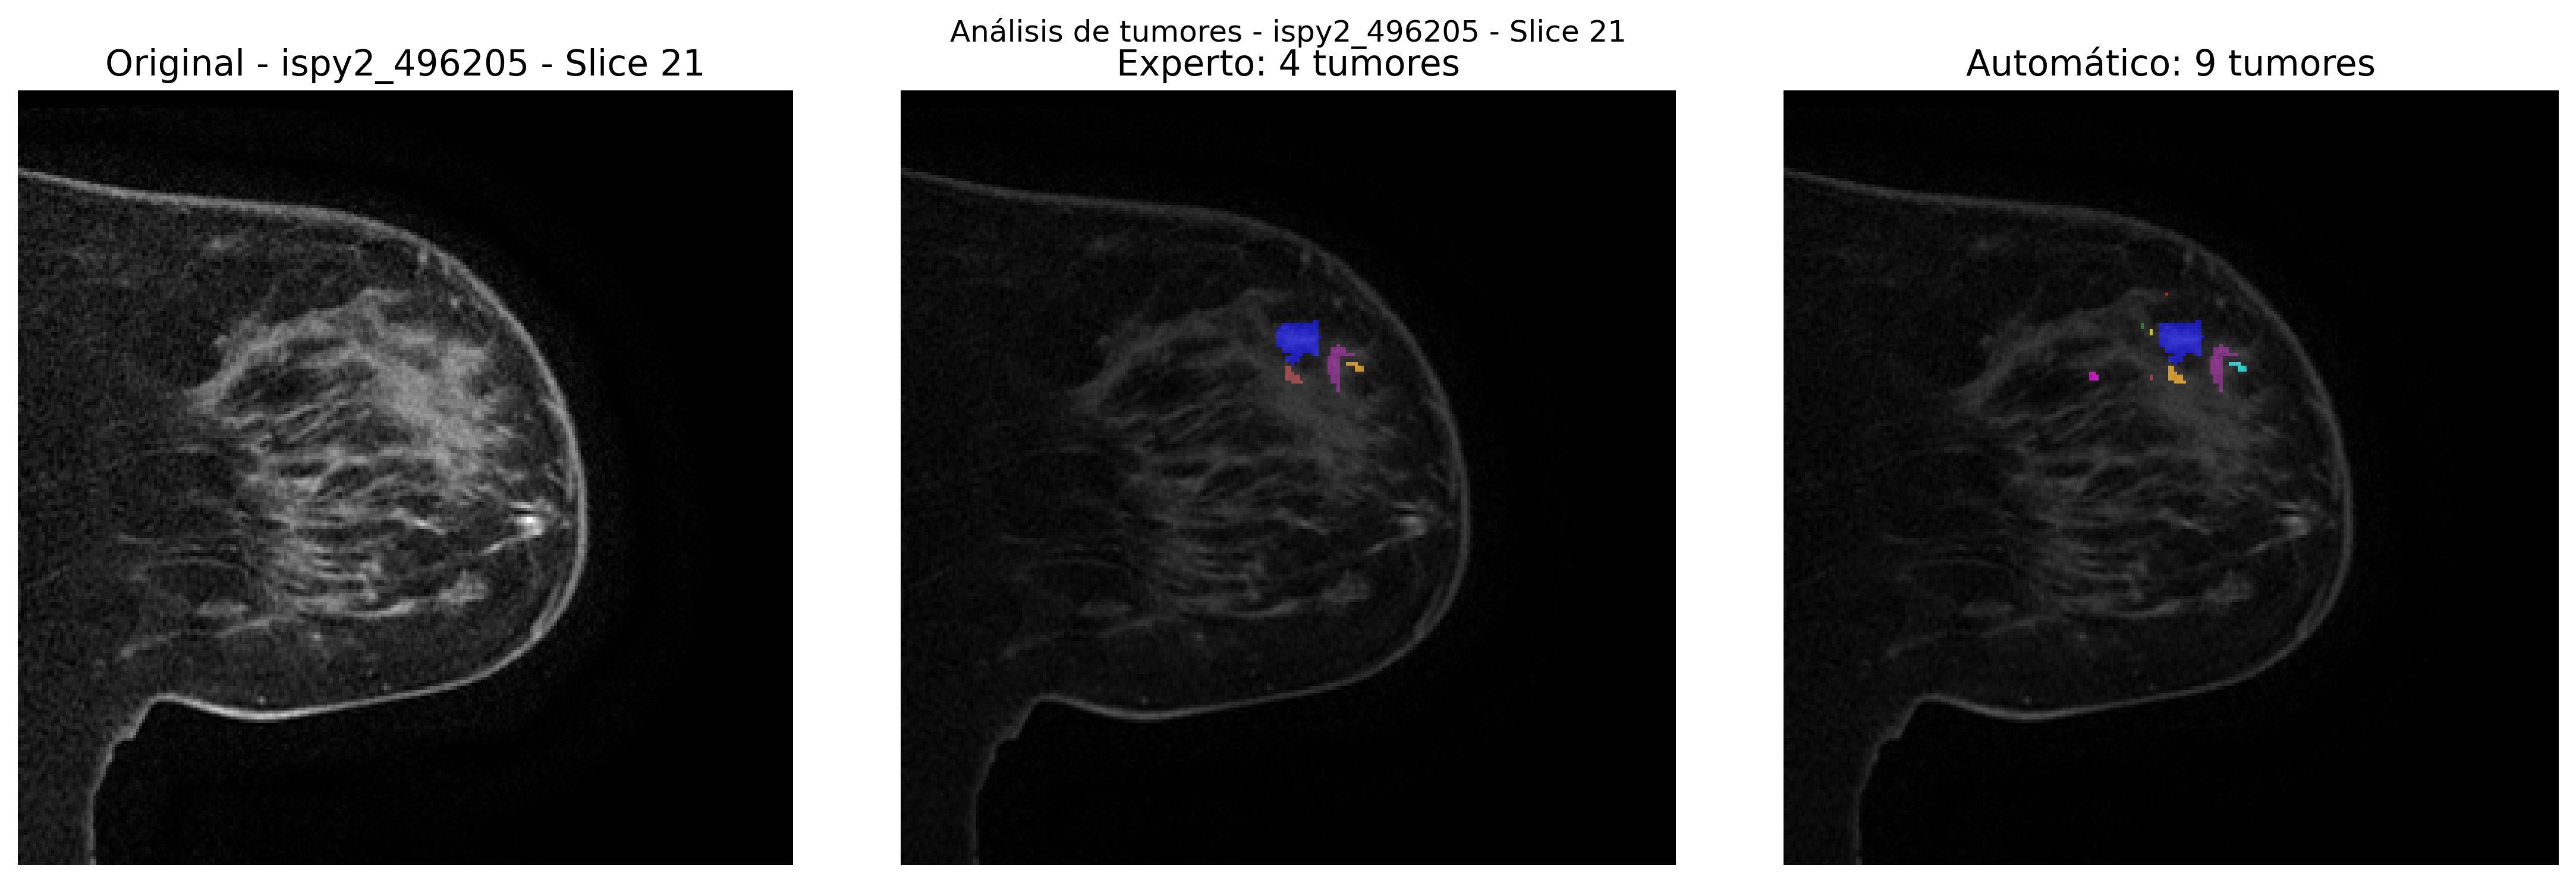 Análisis de tumores - ispy2_496205 - Slice 21
Original - ispy2_496205 - Slice 21
Experto: 4 tumores
Automático: 9 tumores